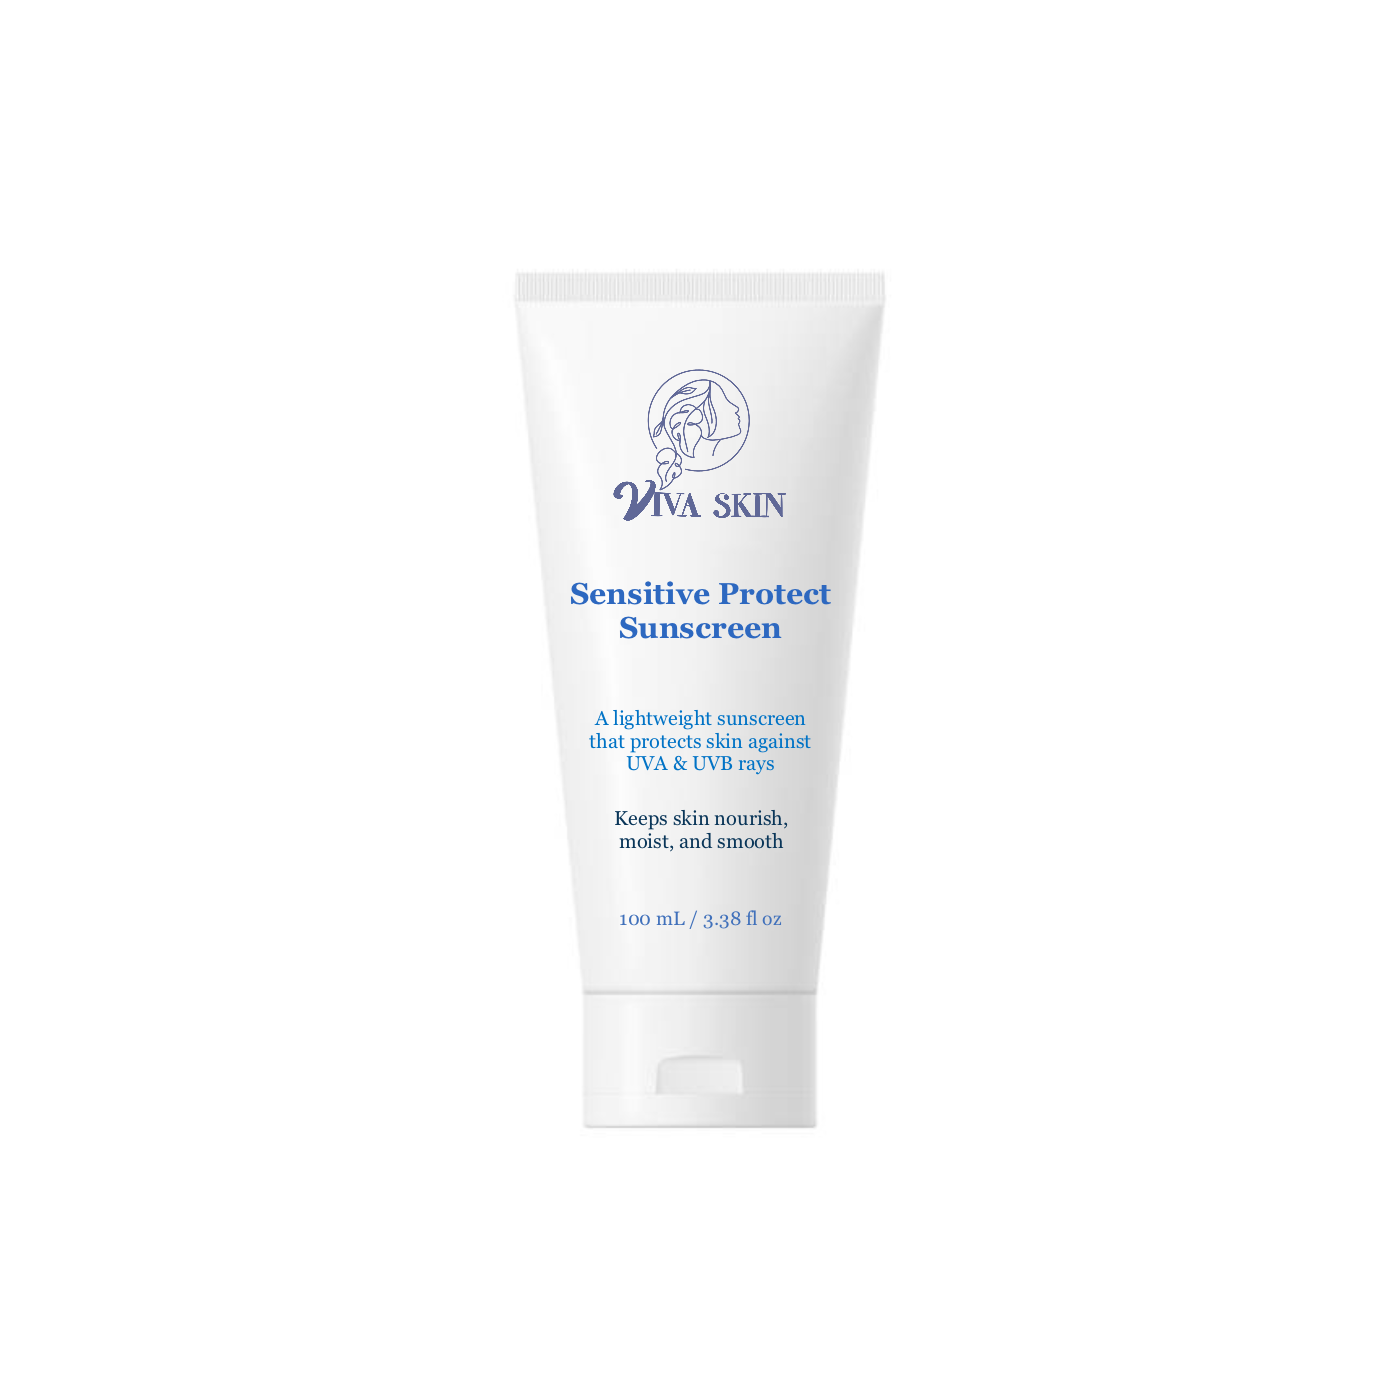 VIVA SKIN
Sensitive Protect
Sunscreen
A lightweight sunscreen
that protects skin against
UVA & UVB rays
Keeps skin nourish,
moist, and smooth
100 mL / 3.38 fl oz